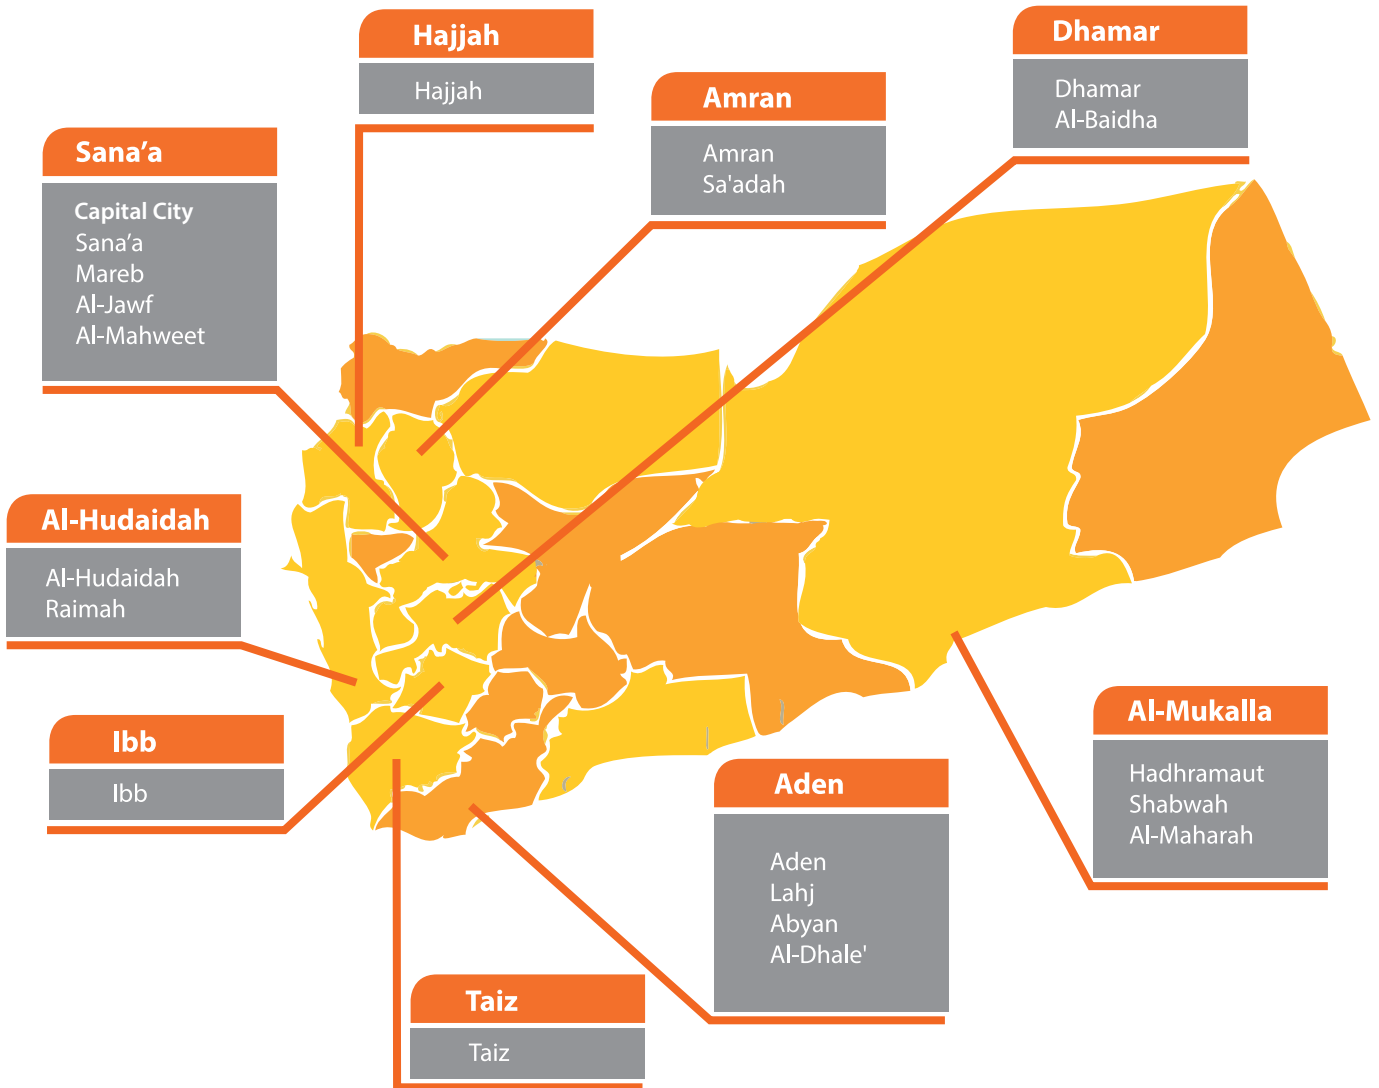 Hajjah
Hajjah
Dhamar
Dhamar
Al-Baidha
Amran
Amran
Sa'adah
Sana’a
Capital City
Sana’a
Mareb
Al-Jawf
Al-Mahweet
Al-Hudaidah
Al-Hudaidah
Raimah
Ibb
Ibb
Al-Mukalla
Hadhramaut
Shabwah
Al-Maharah
Aden
Aden
Lahj
Abyan
Al-Dhale'
Taiz
Taiz